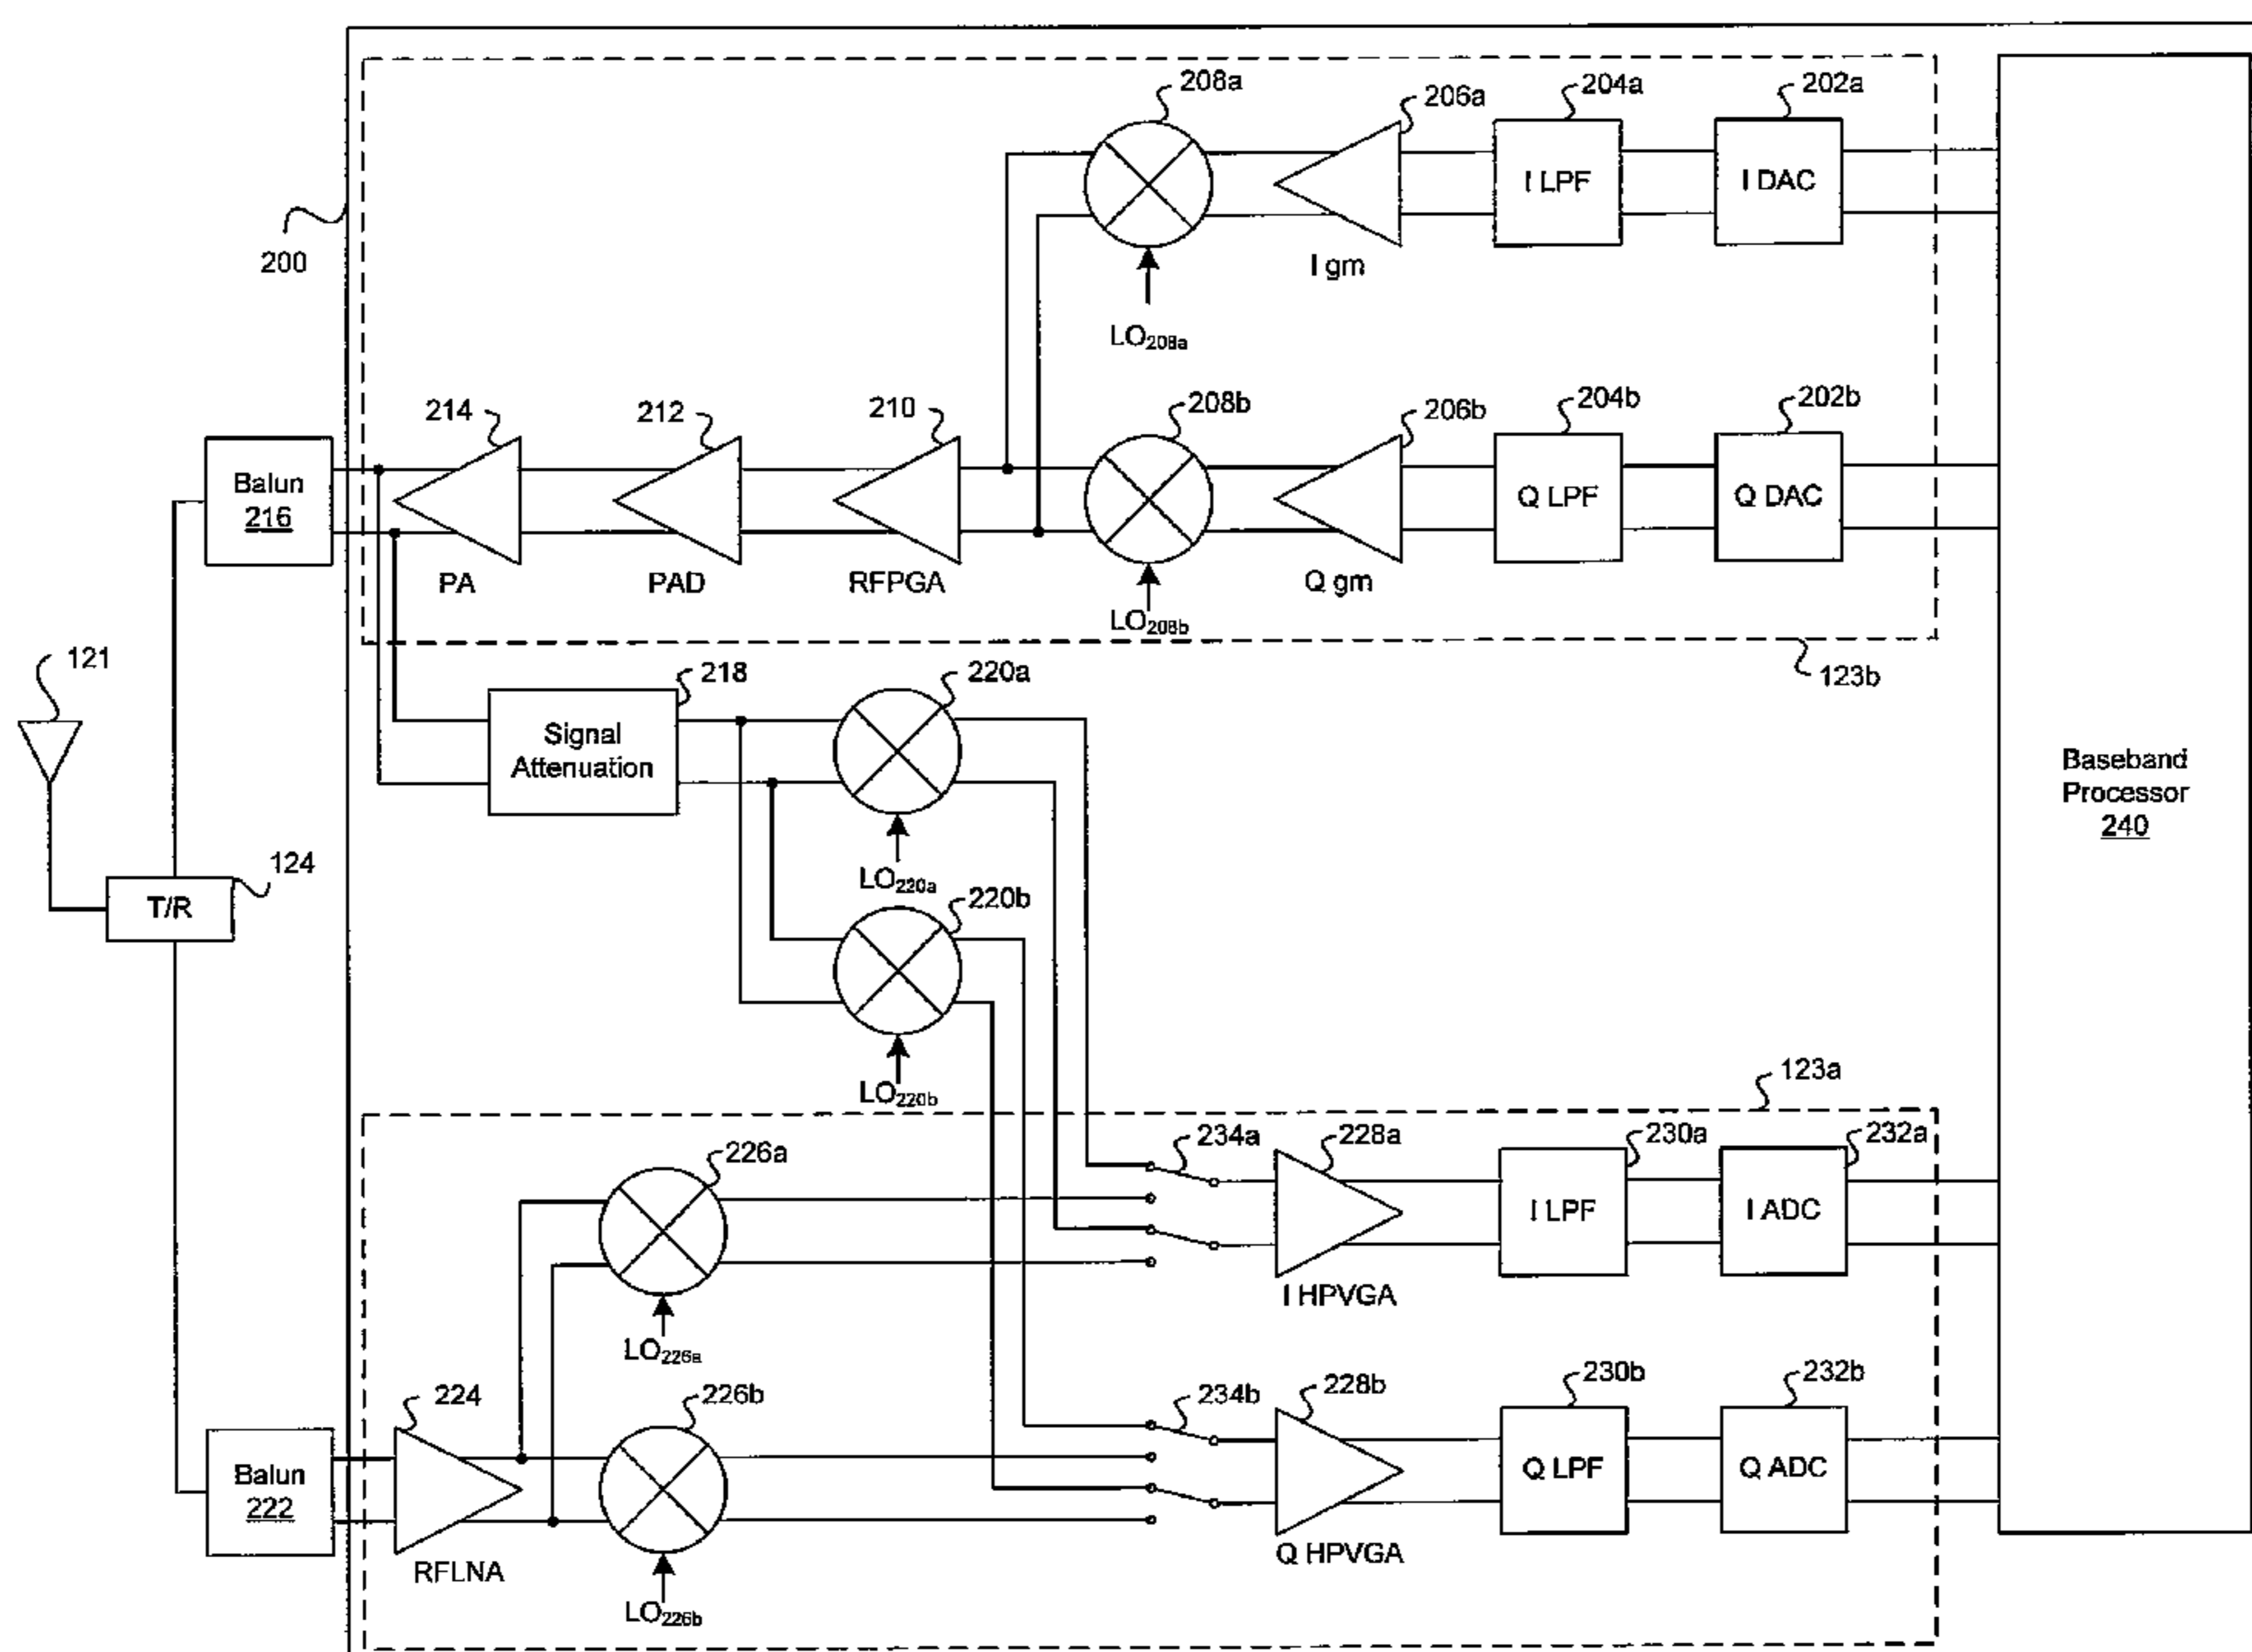 208a
206a
204a
202a
I LPF
I DAC
200
I gm
LO208a
214
212
210
208b
206b
204b
202b
Balun
216
Q LPF
Q DAC
PA
PAD
RFPGA
Q gm
LO208b
121
218
220a
123b
Signal
Attenuation
Baseband
Processor
240
124
T/R
LO220a
220b
LO220b
123a
226a
234a
228a
230a
232a
I LPF
I ADC
I HPVGA
LO226a
224
226b
234b
228b
230b
232b
Balun
222
Q LPF
Q ADC
RFLNA
Q HPVGA
LO226b